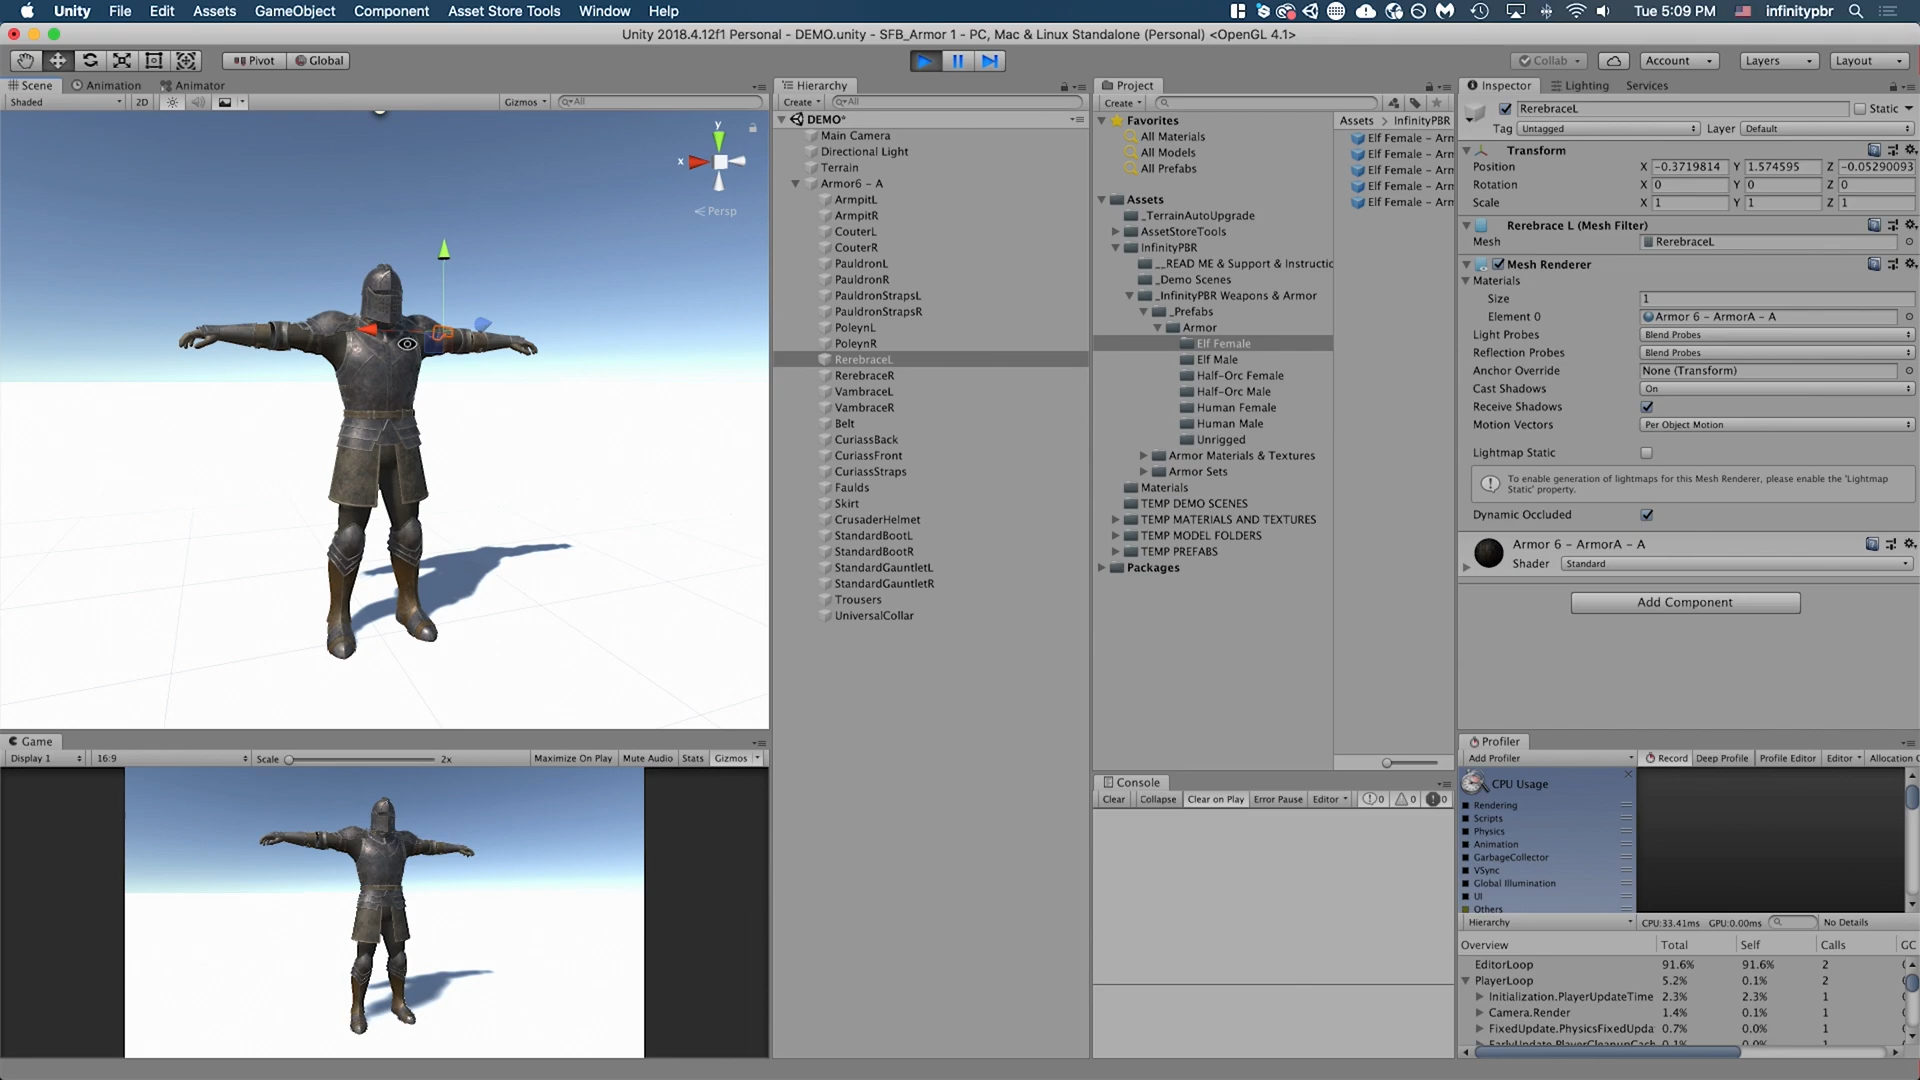 Unity File Edit Assets GameObject Component Asset Store Tools Window Help
Tue 5:09 PM infinitypbr
Unity 2018.4.12f1 Personal - DEMO.unity - SFB_Armor 1 - PC, Mac & Linux Standalone (Personal) <OpenGL 4.1>
Pivot Global
Collab Account Layers Layout
Scene Animation Animator
Shaded 2D Gizmos All
y
x
Persp
Game
Display 1 16:9 Scale 2x Maximize On Play Mute Audio Stats Gizmos
Hierarchy
Create All
DEMO*
Main Camera
Directional Light
Terrain
Armor6 - A
ArmpitL
ArmpitR
CouterL
CouterR
PauldronL
PauldronR
PauldronStrapsL
PauldronStrapsR
PoleynL
PoleynR
RerebraceL
RerebraceR
VambraceL
VambraceR
Belt
CuriassBack
CuriassFront
CuriassStraps
Faulds
Skirt
CrusaderHelmet
StandardBootL
StandardBootR
StandardGauntletL
StandardGauntletR
Trousers
UniversalCollar
Project
Create
Favorites
All Materials
All Models
All Prefabs
Assets
_TerrainAutoUpgrade
AssetStoreTools
InfinityPBR
__READ ME & Support & Instructio
_Demo Scenes
_InfinityPBR Weapons & Armor
_Prefabs
Armor
Elf Female
Elf Male
Half-Orc Female
Half-Orc Male
Human Female
Human Male
Unrigged
Armor Materials & Textures
Armor Sets
Materials
TEMP DEMO SCENES
TEMP MATERIALS AND TEXTURES
TEMP MODEL FOLDERS
TEMP PREFABS
Packages
Assets InfinityPBR
Elf Female - Arm
Elf Female - Arm
Elf Female - Arm
Elf Female - Arm
Elf Female - Arm
Console
Clear Collapse Clear on Play Error Pause Editor 0 0 0
Inspector Lighting Services
RerebraceL Static
Tag Untagged Layer Default
Transform
Position X -0.3719814 Y 1.574595 Z -0.05290093
Rotation X 0 Y 0 Z 0
Scale X 1 Y 1 Z 1
Rerebrace L (Mesh Filter)
Mesh RerebraceL
Mesh Renderer
Materials
Size 1
Element 0 Armor 6 - ArmorA - A
Light Probes Blend Probes
Reflection Probes Blend Probes
Anchor Override None (Transform)
Cast Shadows On
Receive Shadows
Motion Vectors Per Object Motion
Lightmap Static
To enable generation of lightmaps for this Mesh Renderer, please enable the 'Lightmap
Static' property.
Dynamic Occluded
Armor 6 - ArmorA - A
Shader Standard
Add Component
Profiler
Add Profiler Record Deep Profile Profile Editor Editor Allocation C
CPU Usage
Rendering
Scripts
Physics
Animation
GarbageCollector
VSync
Global Illumination
UI
Others
Hierarchy CPU:33.41ms GPU:0.00ms No Details
Overview Total Self Calls GC
EditorLoop 91.6% 91.6% 2
PlayerLoop 5.2% 0.1% 2
Initialization.PlayerUpdateTime 2.3% 2.3% 1
Camera.Render 1.4% 0.1% 1
FixedUpdate.PhysicsFixedUpda 0.7% 0.0% 1
EarlyUpdate.PlayerCleanupCach 0.1% 0.0% 1